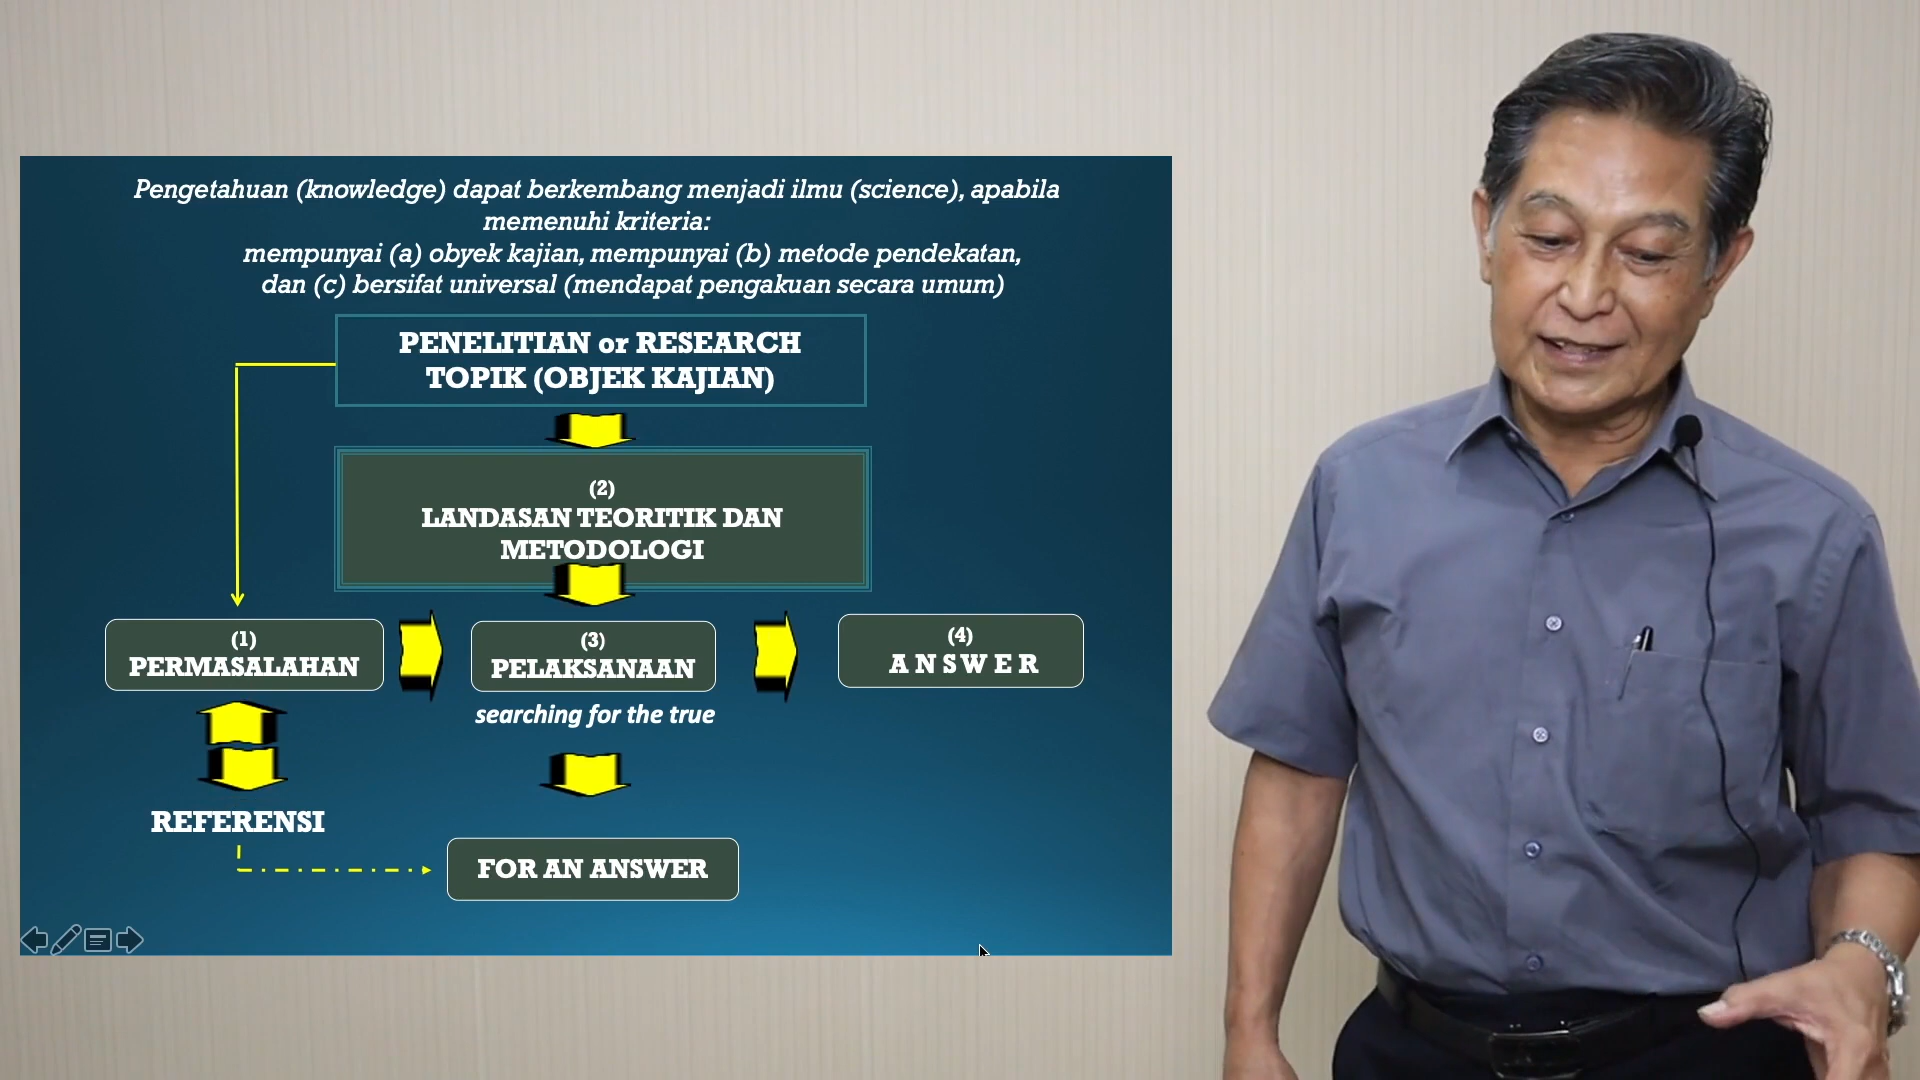 Pengetahuan (knowledge) dapat berkembang menjadi ilmu (science), apabila
memenuhi kriteria:
mempunyai (a) obyek kajian, mempunyai (b) metode pendekatan,
dan (c) bersifat universal (mendapat pengakuan secara umum)
PENELITIAN or RESEARCH
TOPIK (OBJEK KAJIAN)
(2)
LANDASAN TEORITIK DAN
METODOLOGI
(1)
PERMASALAHAN
(3)
PELAKSANAAN
(4)
A N S W E R
searching for the true
REFERENSI
FOR AN ANSWER